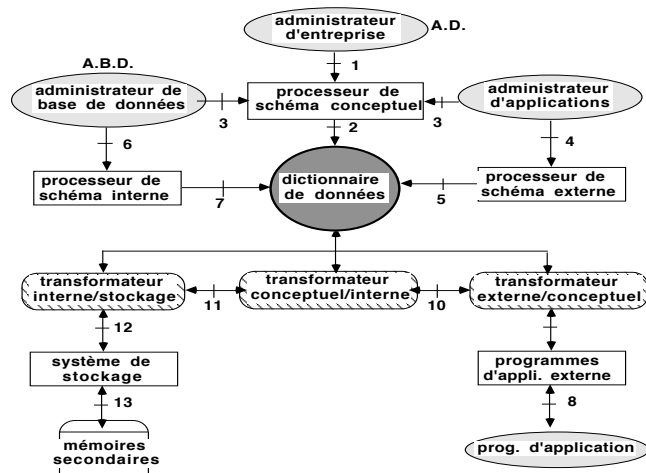 administrateur
d'entreprise
A.D.
A.B.D.
1
administrateur de
base de données
processeur de
schéma conceptuel
administrateur
d'applications
3
3
2
6
4
processeur de
schéma interne
dictionnaire
de données
processeur de
schéma externe
7
5
transformateur
interne/stockage
transformateur
conceptuel/interne
transformateur
externe/conceptuel
11
10
12
système de
stockage
programmes
d'appli. externe
13
8
mémoires
secondaires
prog. d'application